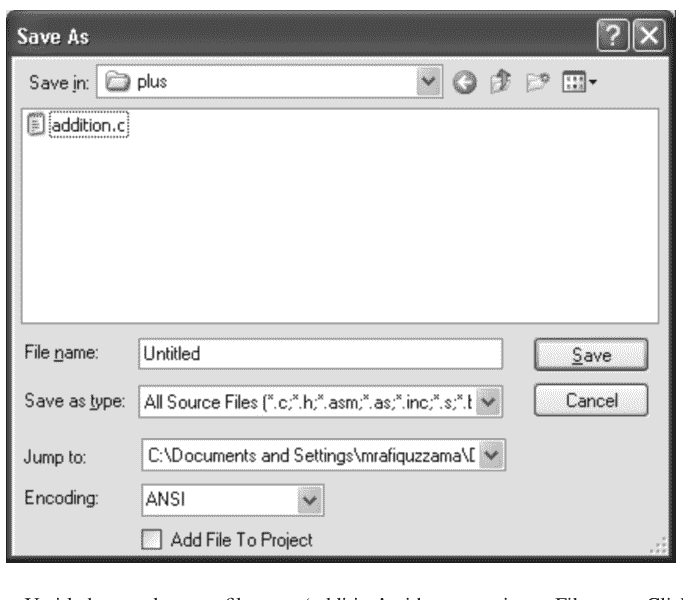 Save As
Save in: plus
addition.c
File name: Untitled
Save
Save as type: All Source Files (*.c;*.h;*.asm;*.as;*.inc;*.s;*.t
Cancel
Jump to: C:\Documents and Settings\mrafiquzzama\
Encoding: ANSI
Add File To Project